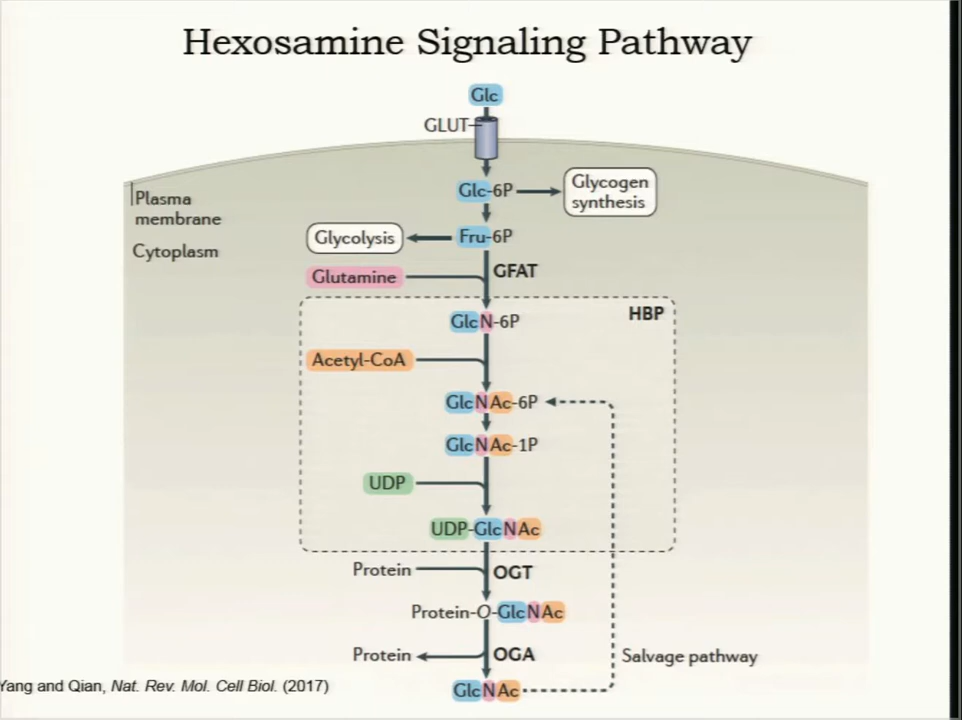 Hexosamine Signaling Pathway
Glc
GLUT
Plasma
membrane
Cytoplasm
Glc-6P
Glycogen
synthesis
Glycolysis
Fru-6P
Glutamine
GFAT
HBP
GlcN-6P
Acetyl-CoA
GlcNAc-6P
GlcNAc-1P
UDP
UDP-GlcNAc
Protein
OGT
Protein-O-GlcNAc
Protein
OGA
Salvage pathway
Yang and Qian, Nat. Rev. Mol. Cell Biol. (2017)
GlcNAc